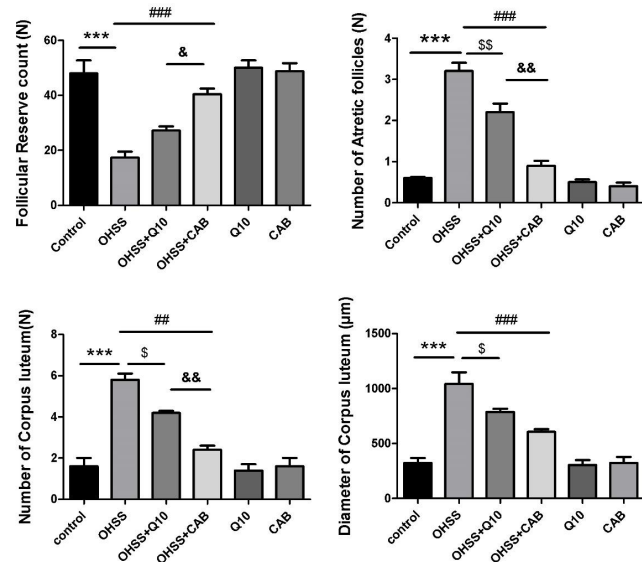 ###
***
&
Follicular Reserve count (N)
60
40
20
0
Control
OHSS
OHSS+Q10
OHSS+CAB
Q10
CAB
###
***
$$
&&
Number of Atretic follicles (N)
4
3
2
1
0
Control
OHSS
OHSS+Q10
OHSS+CAB
Q10
CAB
##
***
$
&&
Number of Corpus luteum(N)
8
6
4
2
0
control
OHSS
OHSS+Q10
OHSS+CAB
Q10
CAB
###
***
$
Diameter of Corpus luteum (µm)
1500
1000
500
0
control
OHSS
OHSS+Q10
OHSS+CAB
Q10
CAB